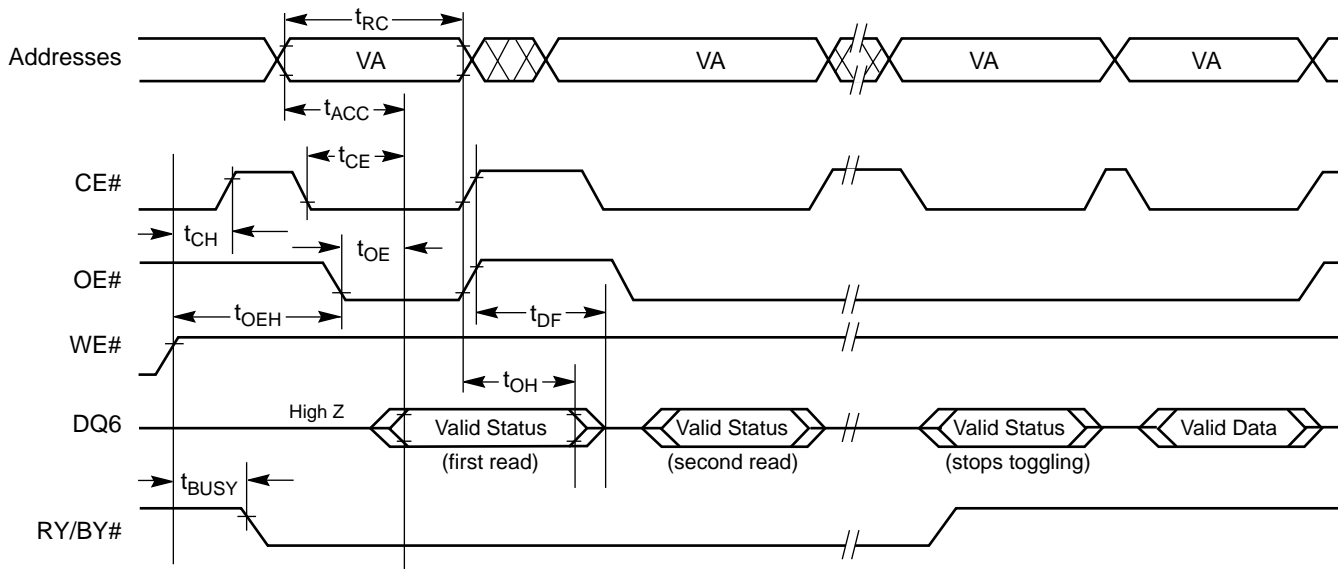 tRC
Addresses VA VA VA VA
tACC
tCE
CE#
tCH tOE
OE#
tOEH tDF
WE#
tOH
High Z
DQ6 Valid Status Valid Status Valid Status Valid Data
(first read) (second read) (stops toggling)
tBUSY
RY/BY#